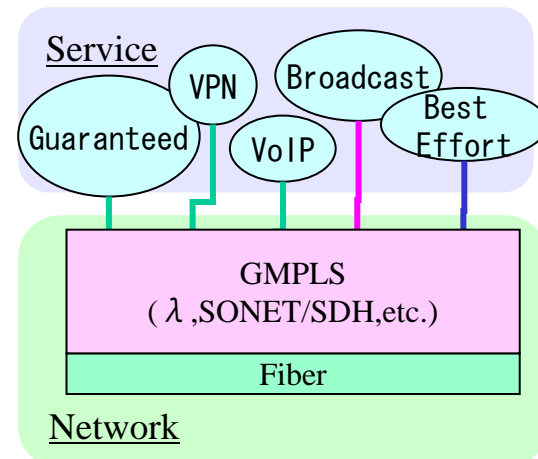 Service
VPN
Broadcast
Guaranteed
VoIP
Best
Effort
GMPLS
( λ ,SONET/SDH,etc.)
Fiber
Network